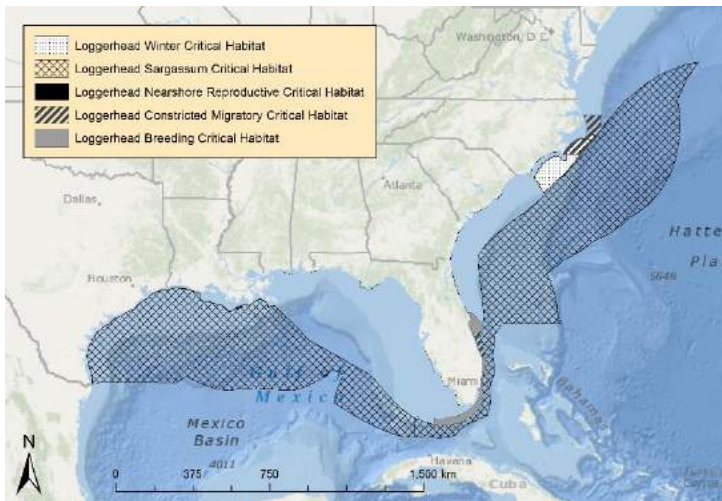 Loggerhead Winter Critical Habitat
Loggerhead Sargassum Critical Habitat
Loggerhead Nearshore Reproductive Critical Habitat
Loggerhead Constricted Migratory Critical Habitat
Loggerhead Breeding Critical Habitat
Washington, D.C.
Atlanta
Dallas
Houston
Hatte
Pla
5648
Miami
Gulf of
Mexico
Bahamas
Mexico
Basin
4011
Havana
Cuba
N
0 375 750 1,500 km